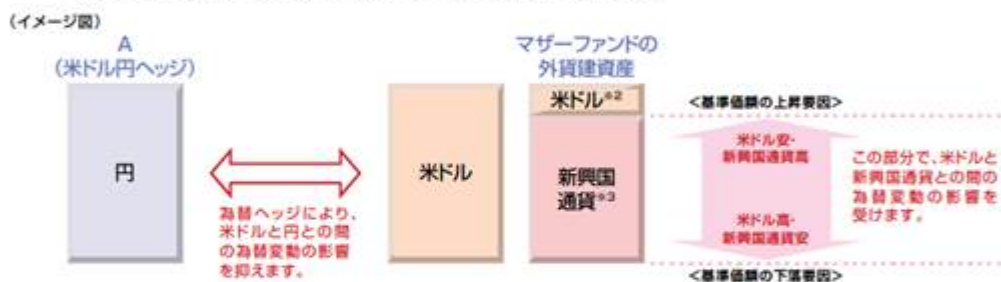 (イメージ図)
A
(米ドル円ヘッジ)
マザーファンドの
外貨建資産
円
為替ヘッジにより、
米ドルと円との間
の為替変動の影響
を抑えます。
米ドル
米ドル※2
新興国
通貨※3
<基準価額の上昇要因>
米ドル安・
新興国通貨高
米ドル高・
新興国通貨安
<基準価額の下落要因>
この部分で、米ドルと
新興国通貨との間の
為替変動の影響を
受けます。